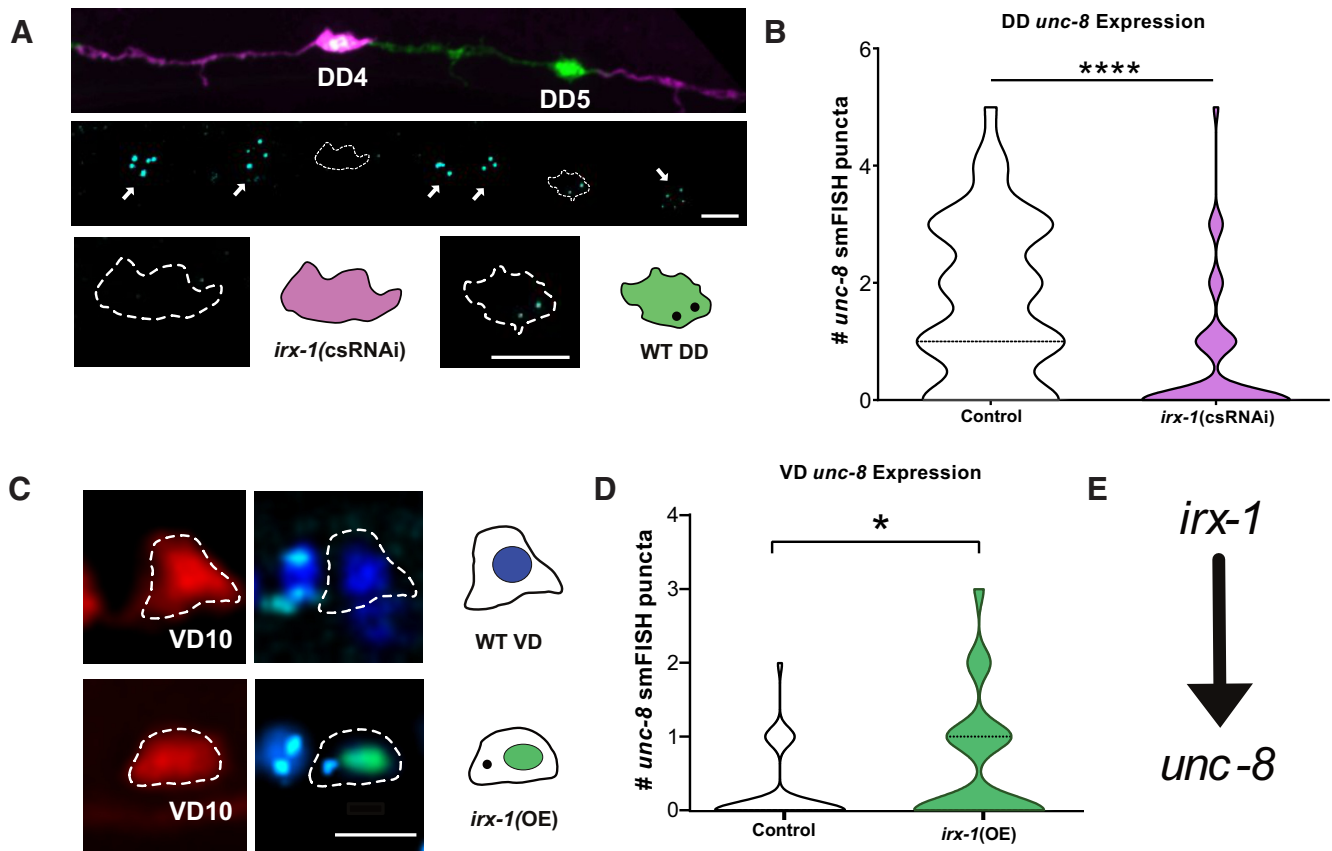 A
DD4
DD5
irx-1(csRNAi)
WT DD
B
DD unc-8 Expression
# unc-8 smFISH puncta
6
4
2
0
****
Control
irx-1(csRNAi)
C
VD10
WT VD
VD10
irx-1(OE)
D
VD unc-8 Expression
# unc-8 smFISH puncta
4
3
2
1
0
*
Control
irx-1(OE)
E
irx-1
unc-8